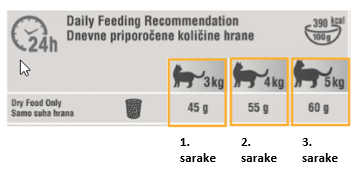 24h
Daily Feeding Recommendation
Dnevne priporočene količine hrane
390 kcal
100 g
3kg
4kg
5kg
Dry Food Only
Samo suha hrana
45 g
55 g
60 g
1.
sarake
2.
sarake
3.
sarake